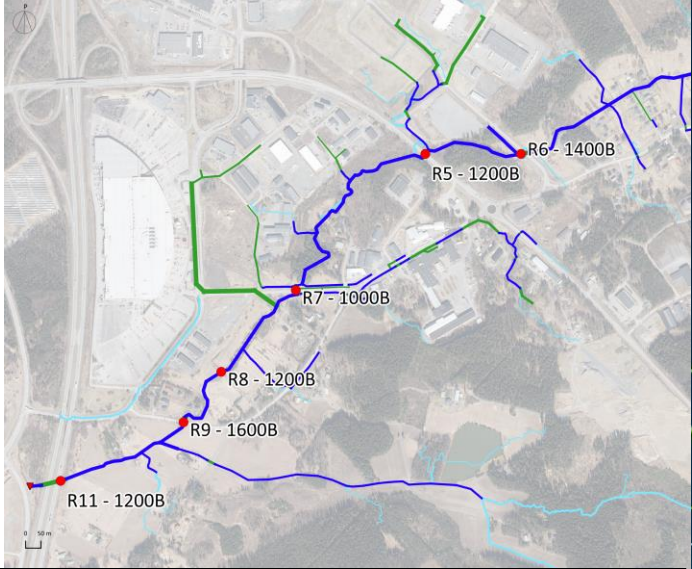 P
R6 - 1400B
R5 - 1200B
R7 - 1000B
R8 - 1200B
R9 - 1600B
R11 - 1200B
0 50 m